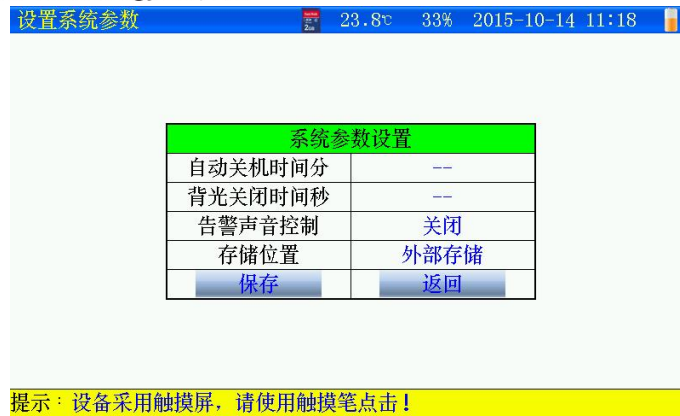 设置系统参数 23.8℃ 33% 2015-10-14 11:18
系统参数设置
自动关机时间分 --
背光关闭时间秒 --
告警声音控制 关闭
存储位置 外部存储
保存 返回
提示：设备采用触摸屏，请使用触摸笔点击！